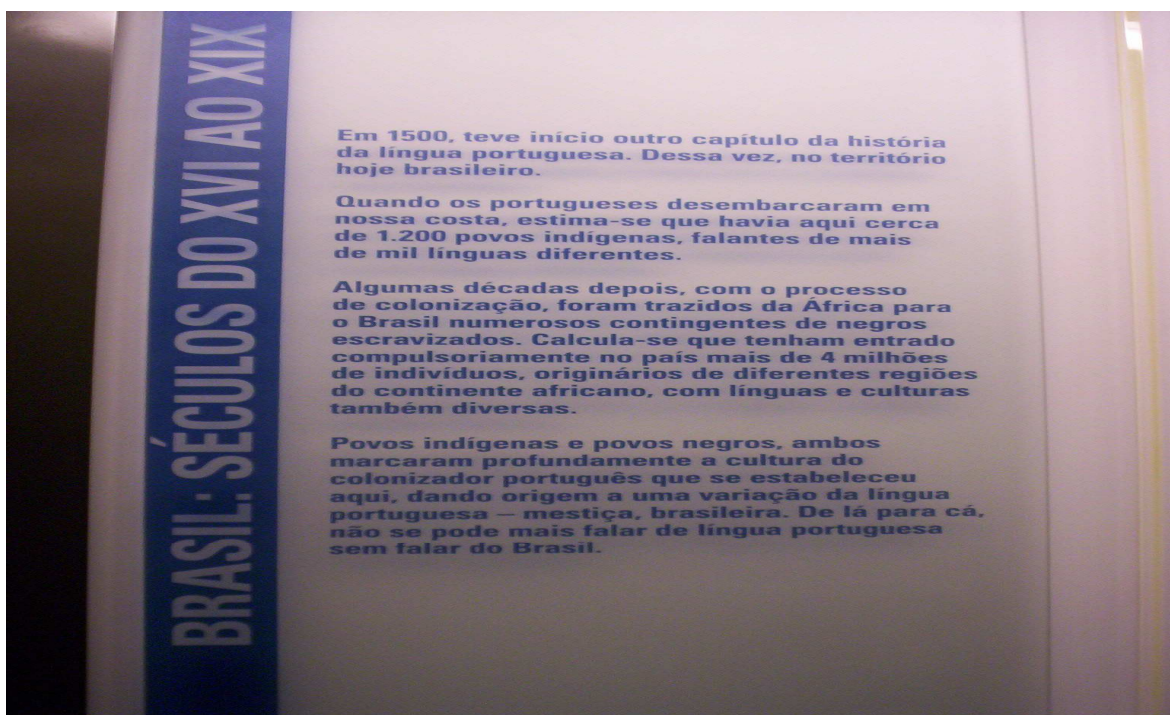 BRASIL: SÉCULOS DO XVI AO XIX
Em 1500, teve início outro capítulo da história
da língua portuguesa. Dessa vez, no território
hoje brasileiro.
Quando os portugueses desembarcaram em
nossa costa, estima-se que havia aqui cerca
de 1.200 povos indígenas, falantes de mais
de mil línguas diferentes.
Algumas décadas depois, com o processo
de colonização, foram trazidos da África para
o Brasil numerosos contingentes de negros
escravizados. Calcula-se que tenham entrado
compulsoriamente no país mais de 4 milhões
de indivíduos, originários de diferentes regiões
do continente africano, com línguas e culturas
também diversas.
Povos indígenas e povos negros, ambos
marcaram profundamente a cultura do
colonizador português que se estabeleceu
aqui, dando origem a uma variação da língua
portuguesa — mestiça, brasileira. De lá para cá,
não se pode mais falar de língua portuguesa
sem falar do Brasil.